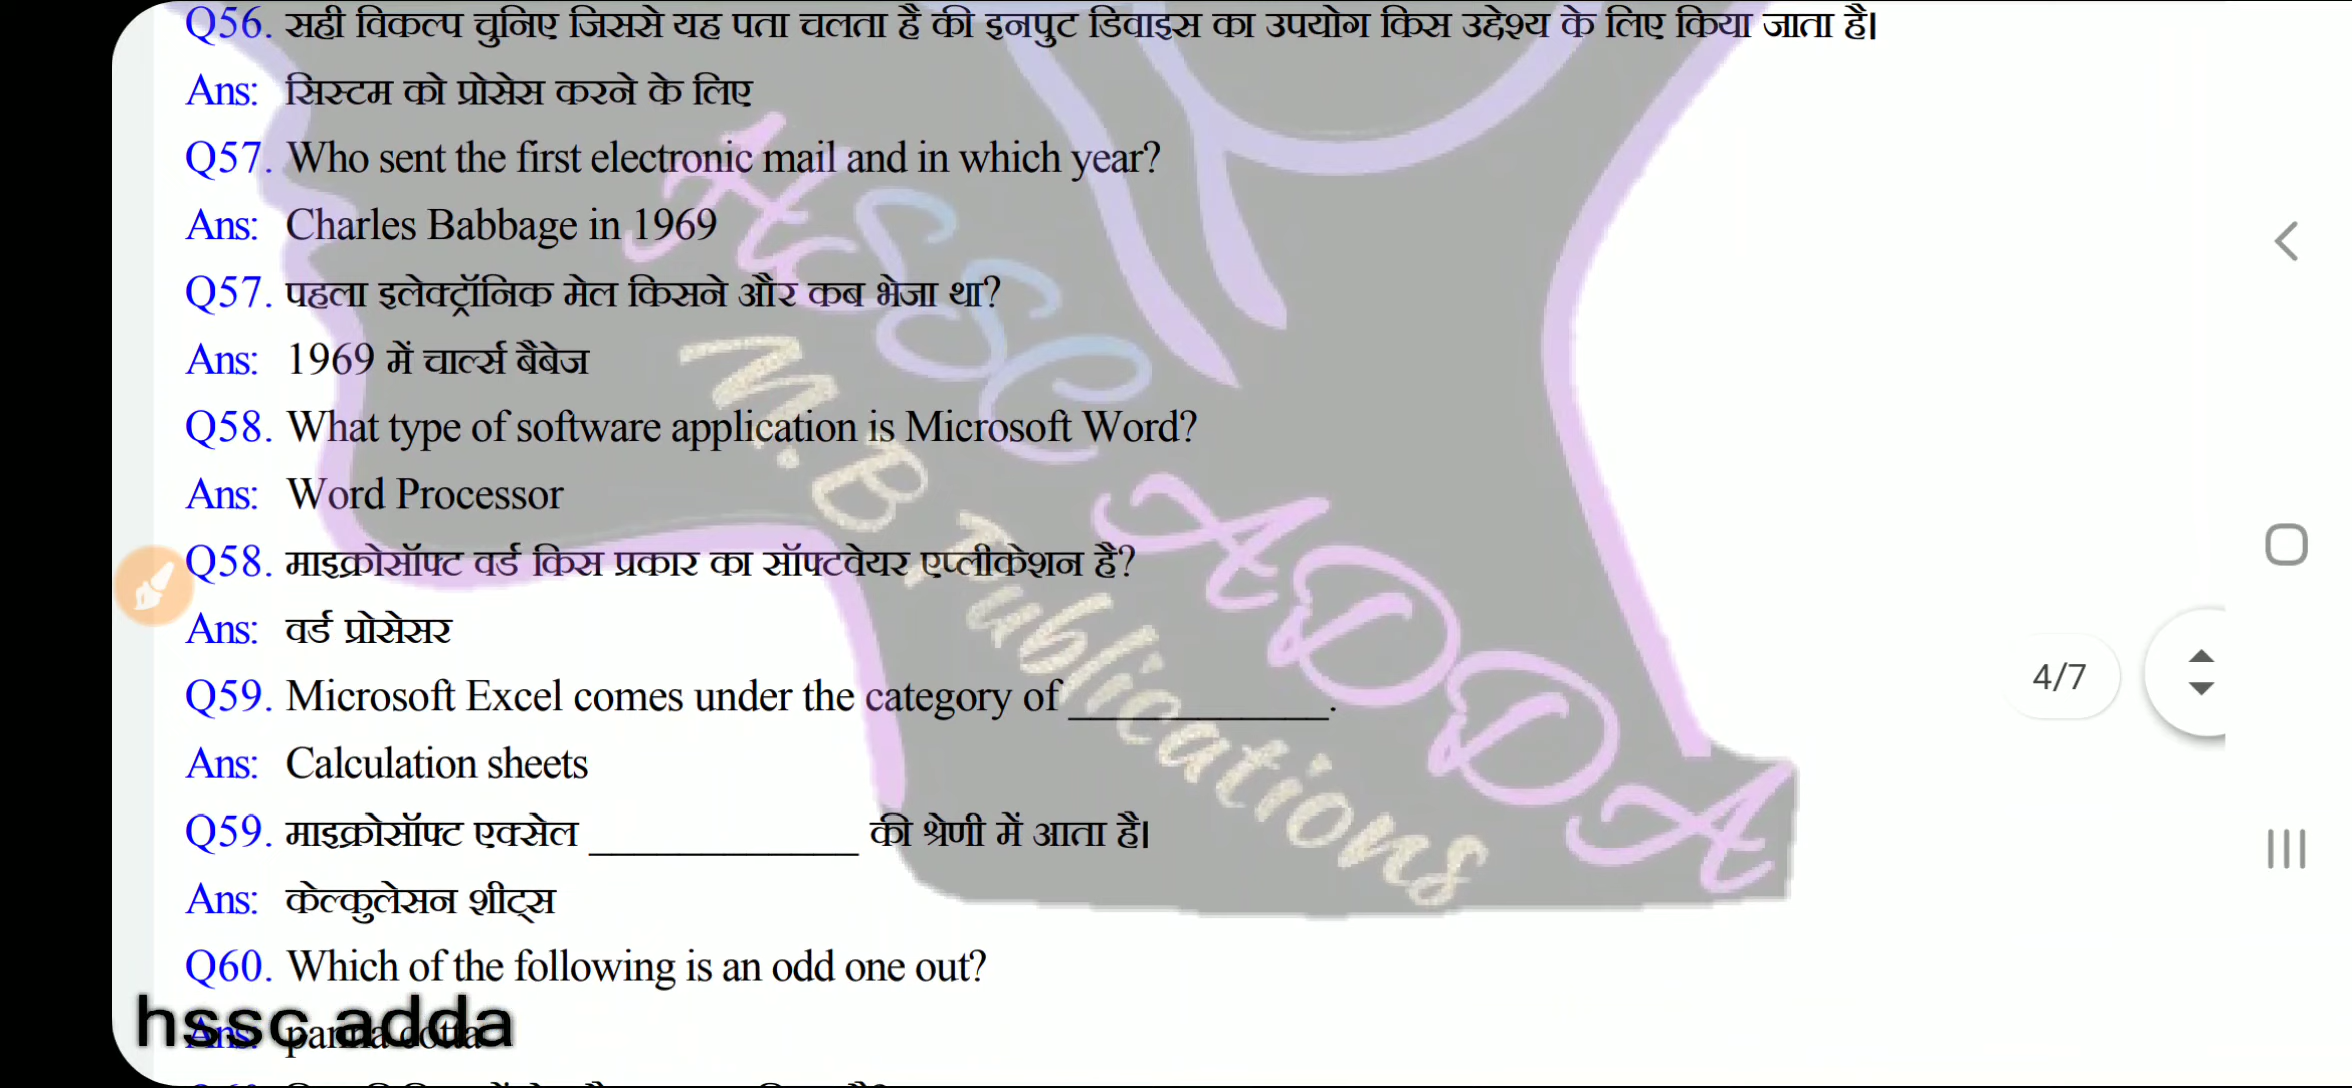 Q56. सही विकल्प चुनिए जिससे यह पता चलता है की इनपुट डिवाइस का उपयोग किस उद्देश्य के लिए किया जाता है।
Ans: सिस्टम को प्रोसेस करने के लिए
Q57. Who sent the first electronic mail and in which year?
Ans: Charles Babbage in 1969
Q57. पहला इलेक्ट्रॉनिक मेल किसने और कब भेजा था?
Ans: 1969 में चार्ल्स बैबेज
Q58. What type of software application is Microsoft Word?
Ans: Word Processor
Q58. माइक्रोसॉफ्ट वर्ड किस प्रकार का सॉफ्टवेयर एप्लीकेशन है?
Ans: वर्ड प्रोसेसर
Q59. Microsoft Excel comes under the category of ____________.
Ans: Calculation sheets
Q59. माइक्रोसॉफ्ट एक्सेल ____________ की श्रेणी में आता है।
Ans: केल्कुलेसन शीट्स
Q60. Which of the following is an odd one out?
Ans: panna cotta
hssc adda
HSSC ADDA
M.B Publications
4/7